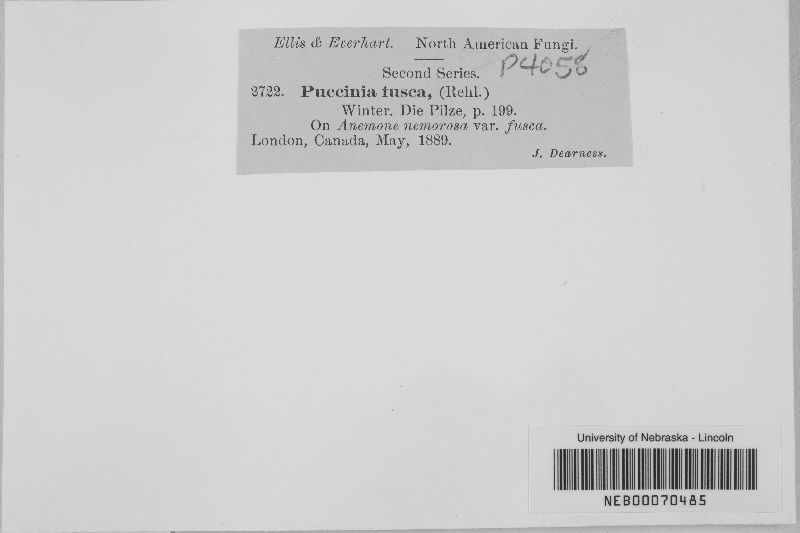 Ellis & Everhart. North American Fungi.
Second Series. P4058
2722. Puccinia fusca, (Rehl.)
Winter. Die Pilze, p. 199.
On Anemone nemorosa var. fusca.
London, Canada, May, 1889.
J. Dearness.
University of Nebraska - Lincoln
NEB00070485